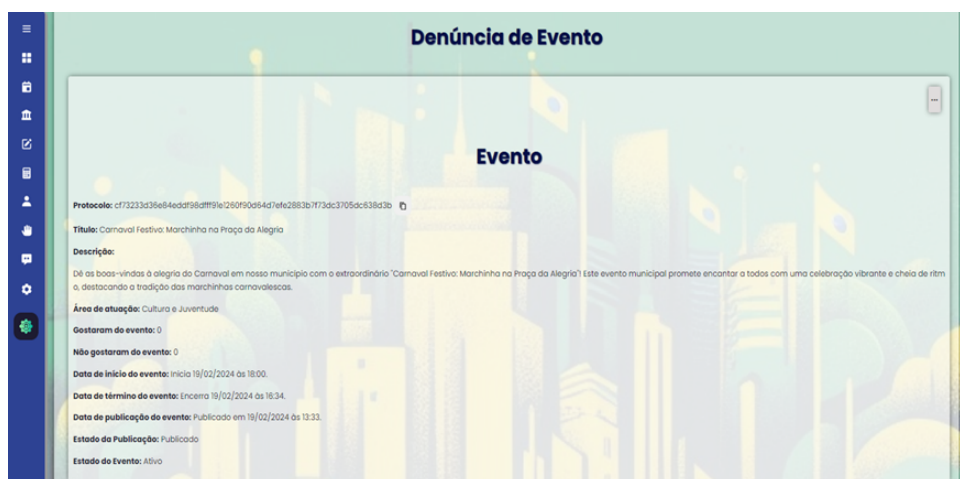 Denúncia de Evento
...
Evento
Protocolo: cf73233d36e84eddf98dfff91e1260f90d64d7efe2883b7f73dc3705dc638d3b
Título: Carnaval Festivo: Marchinha na Praça da Alegria
Descrição:
Dê as boas-vindas à alegria do Carnaval em nosso município com o extraordinário "Carnaval Festivo: Marchinha na Praça da Alegria"! Este evento municipal promete encantar a todos com uma celebração vibrante e cheia de ritm
o, destacando a tradição das marchinhas carnavalescas.
Área de atuação: Cultura e Juventude
Gostaram do evento: 0
Não gostaram do evento: 0
Data de início do evento: Inicia 19/02/2024 às 18:00.
Data de término do evento: Encerra 19/02/2024 às 16:34.
Data de publicação do evento: Publicado em 19/02/2024 às 13:33.
Estado da Publicação: Publicado
Estado do Evento: Ativo